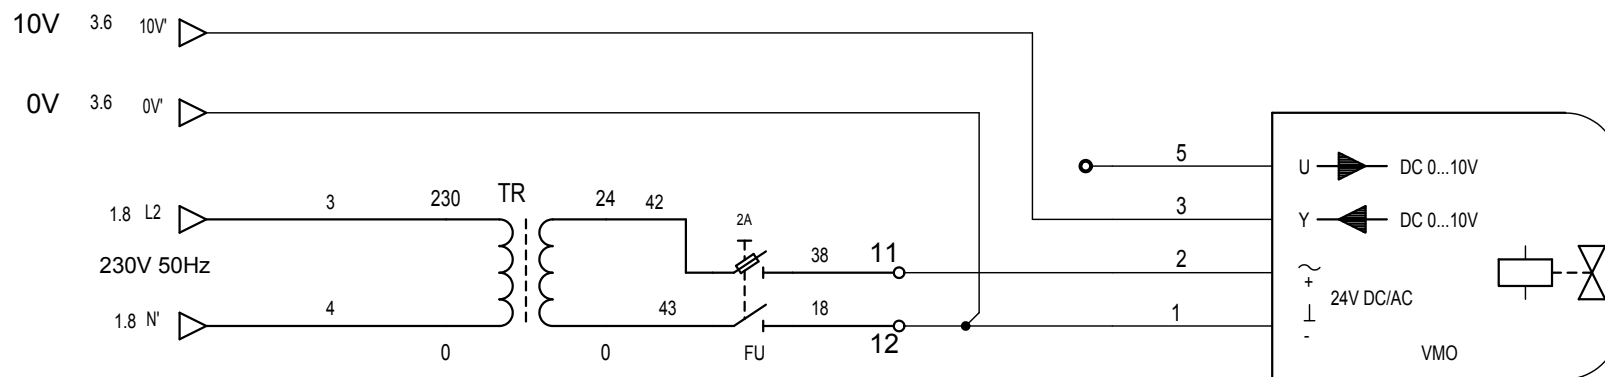 10V 3.6 10V'
0V 3.6 0V'
5 U DC 0...10V
1.8 L2 3 230 TR 24 42 2A 3 Y DC 0...10V
230V 50Hz 38 11 2 ~ +
24V DC/AC
1.8 N' 4 43 18 12 1 ⊥ -
0 0 FU VMO